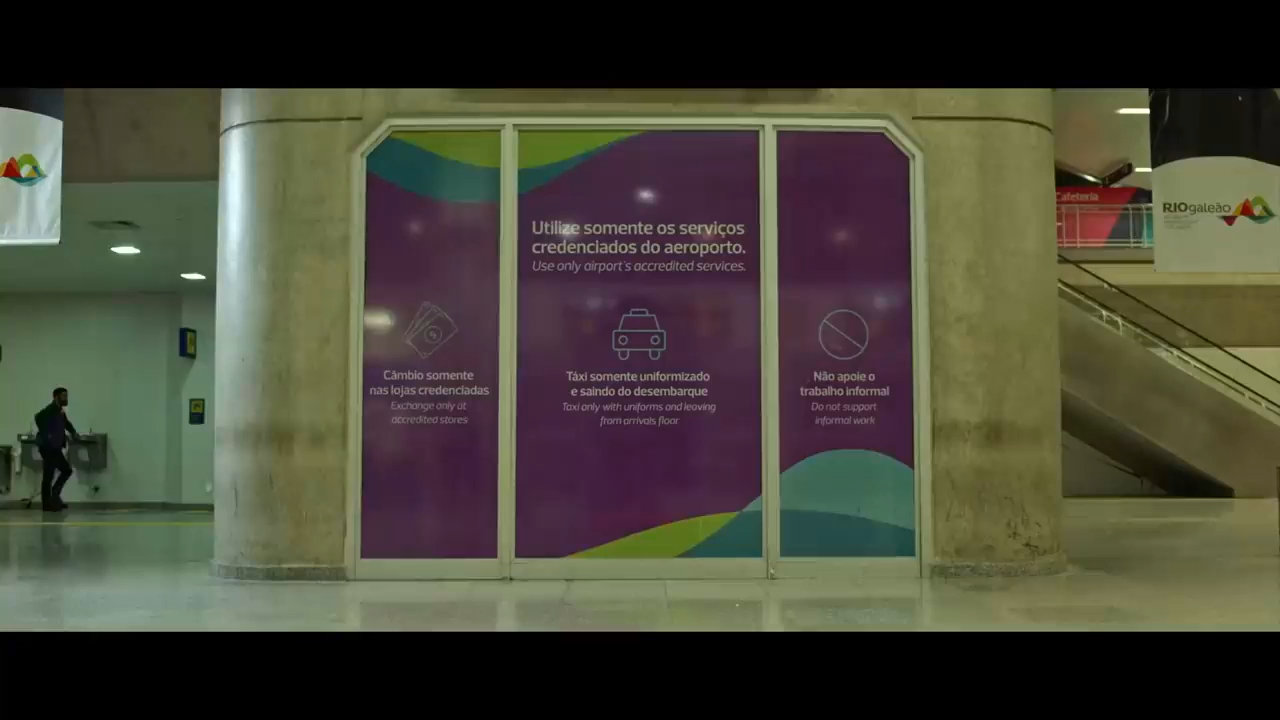 Utilize somente os serviços
credenciados do aeroporto.
Use only airport's accredited services.
Câmbio somente
nas lojas credenciadas
Exchange only at
accredited stores
Táxi somente uniformizado
e saindo do desembarque
Taxi only with uniforms and leaving
from arrivals floor
Não apoie o
trabalho informal
Do not support
informal work
Cafeteria
RIOgaleão